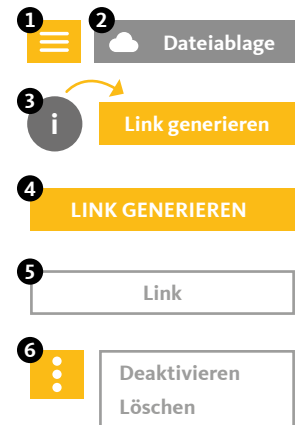 1 2
Dateiablage
3
i Link generieren
4
LINK GENERIEREN
5
Link
6
Deaktivieren
Löschen